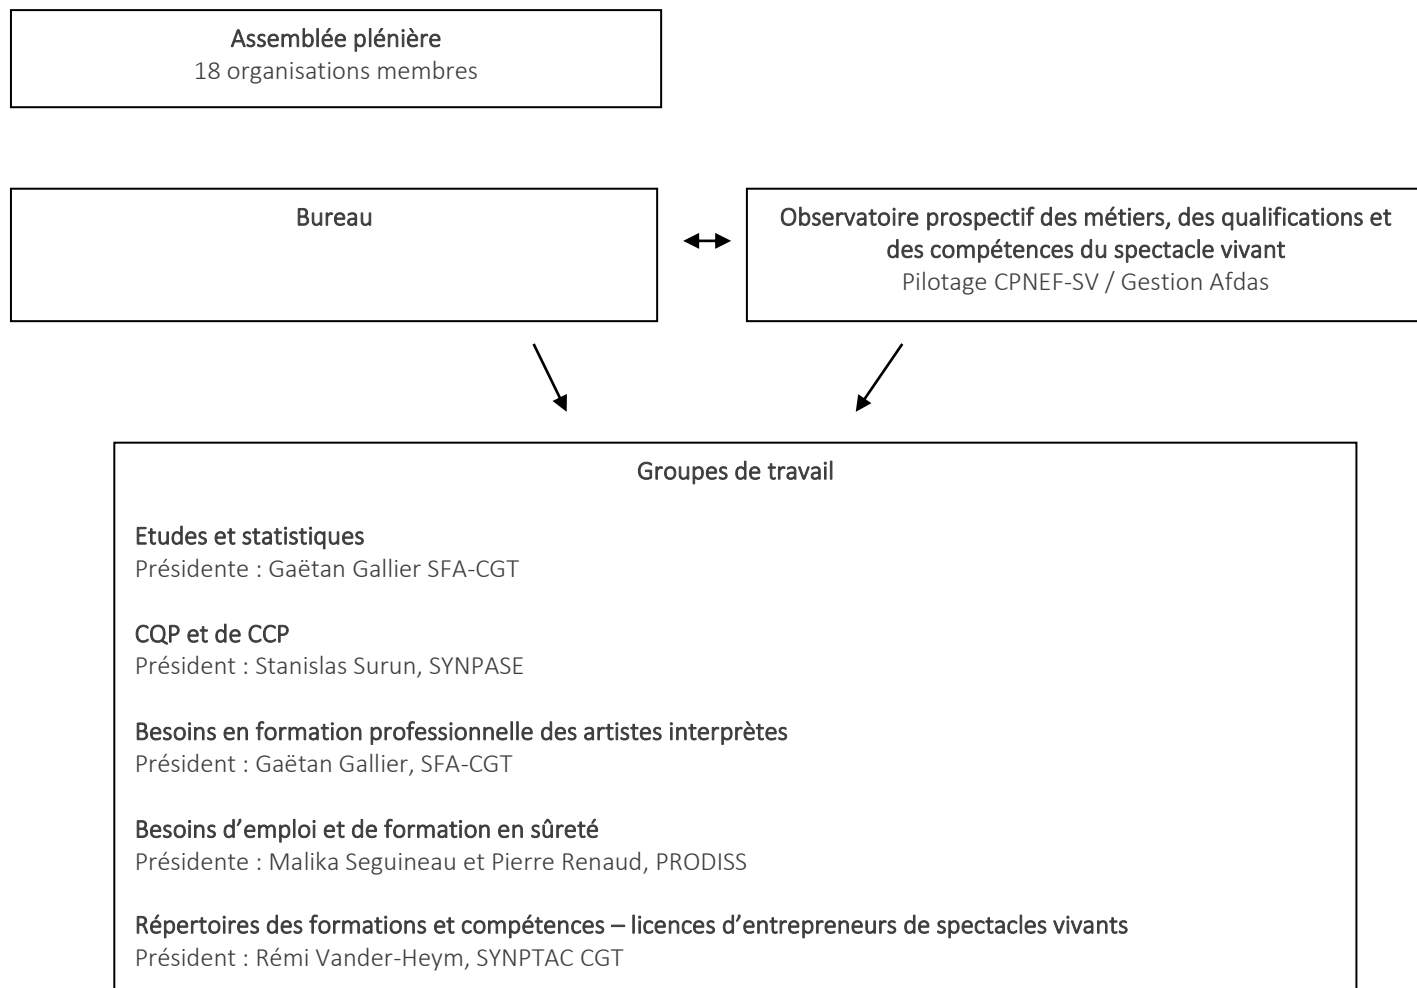 Assemblée plénière
18 organisations membres
Bureau
Observatoire prospectif des métiers, des qualifications et
des compétences du spectacle vivant
Pilotage CPNEF-SV / Gestion Afdas
Groupes de travail
Etudes et statistiques
Présidente : Gaëtan Gallier SFA-CGT
CQP et de CCP
Président : Stanislas Surun, SYNPASE
Besoins en formation professionnelle des artistes interprètes
Président : Gaëtan Gallier, SFA-CGT
Besoins d’emploi et de formation en sûreté
Présidente : Malika Seguineau et Pierre Renaud, PRODISS
Répertoires des formations et compétences – licences d’entrepreneurs de spectacles vivants
Président : Rémi Vander-Heym, SYNPTAC CGT